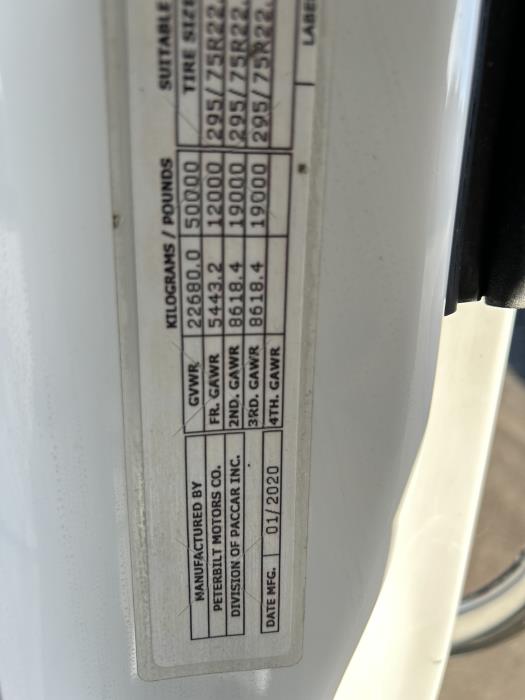 MANUFACTURED BY
PETERBILT MOTORS CO.
DIVISION OF PACCAR INC.
DATE MFG. 01/2020
KILOGRAMS / POUNDS
SUITABLE
TIRE SIZE
GVWR 22680.0 50000
FR. GAWR 5443.2 12000 295/75R22.
2ND. GAWR 8618.4 19000 295/75R22.
3RD. GAWR 8618.4 19000 295/75R22.
4TH. GAWR
LABE